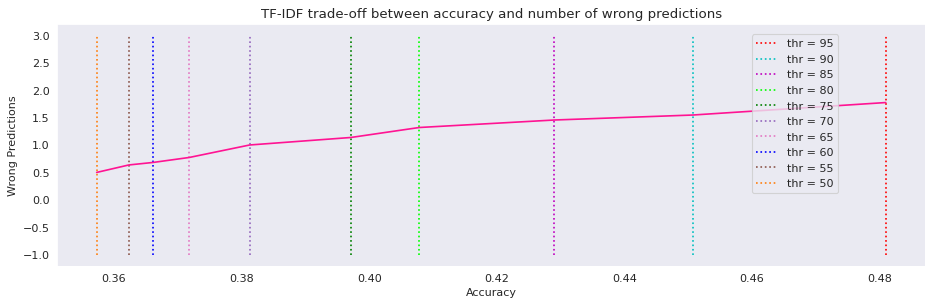 TF-IDF trade-off between accuracy and number of wrong predictions
Wrong Predictions
3.0
2.5
2.0
1.5
1.0
0.5
0.0
−0.5
−1.0
thr = 95
thr = 90
thr = 85
thr = 80
thr = 75
thr = 70
thr = 65
thr = 60
thr = 55
thr = 50
0.36
0.38
0.40
0.42
0.44
0.46
0.48
Accuracy